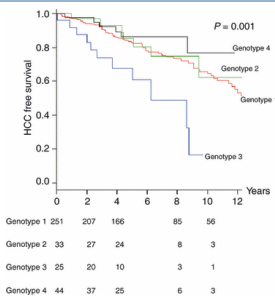 P = 0.001
HCC free survival
1.0
0.8
0.6
0.4
0.2
0.0
Genotype 4
Genotype 2
Genotype 1
Genotype 3
0 2 4 6 8 10 12 Years
Genotype 1 251 207 166 85 56
Genotype 2 33 27 24 8 3
Genotype 3 25 20 10 3 1
Genotype 4 44 37 25 6 3